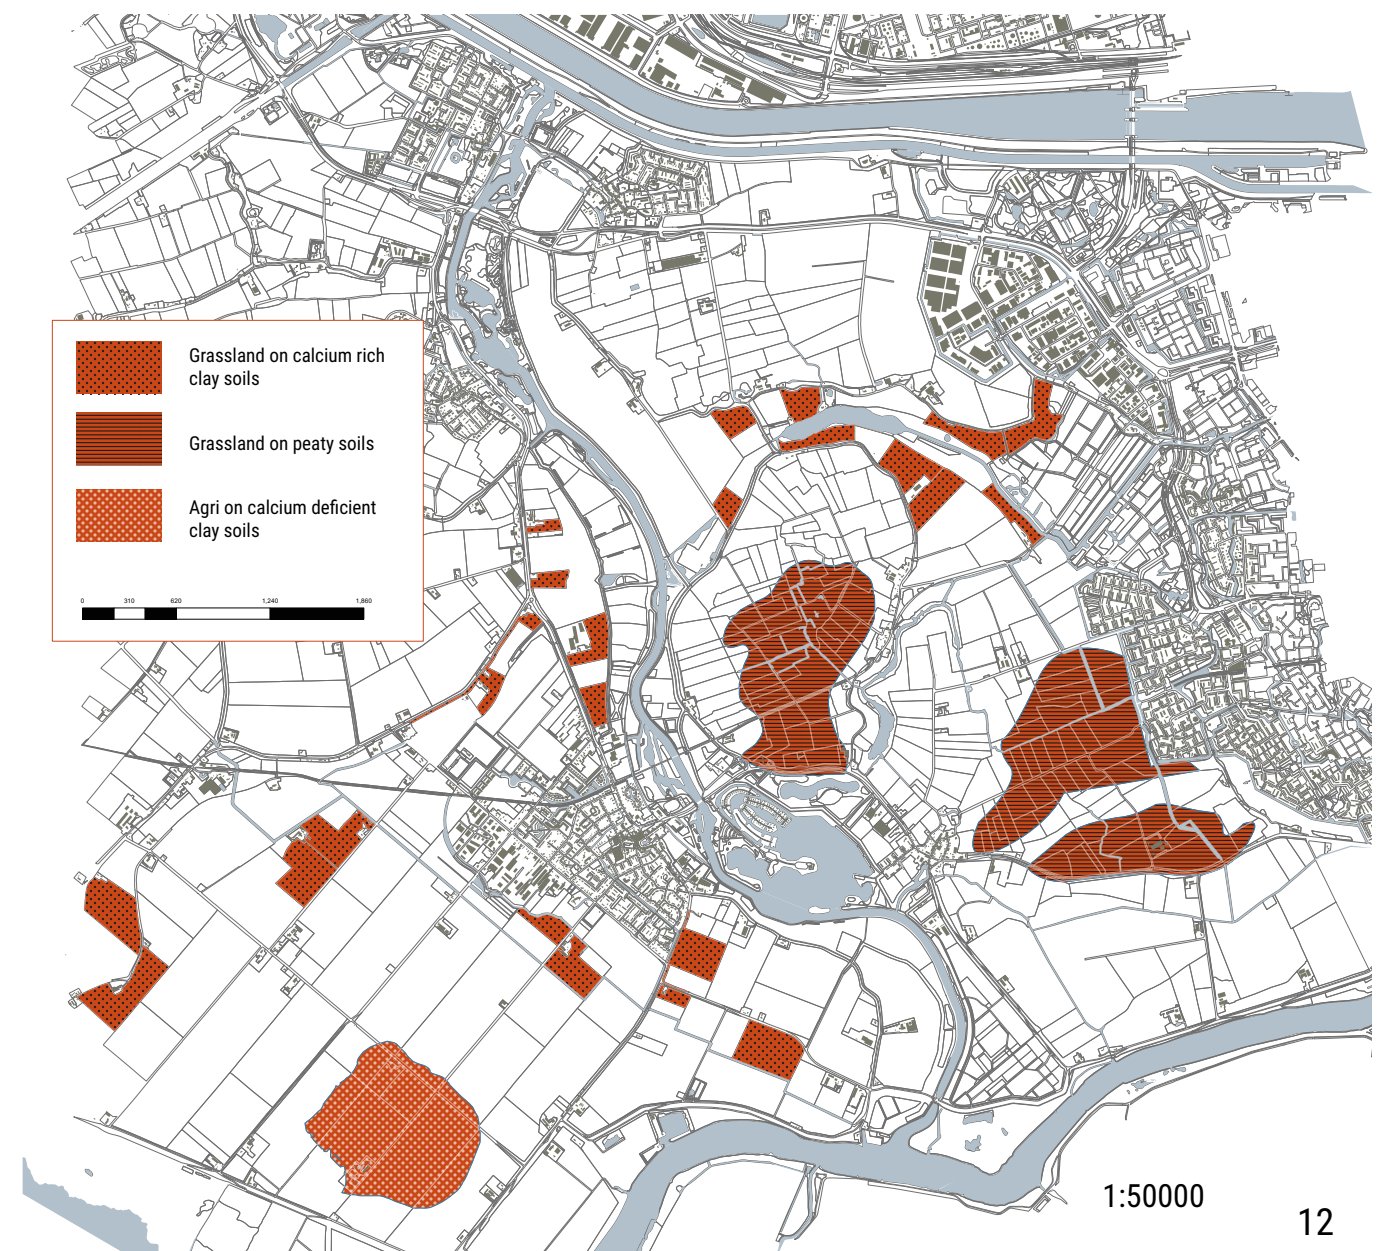 Grassland on calcium rich
clay soils
Grassland on peaty soils
Agri on calcium deficient
clay soils
0 310 620 1,240 1,860
1:50000
12